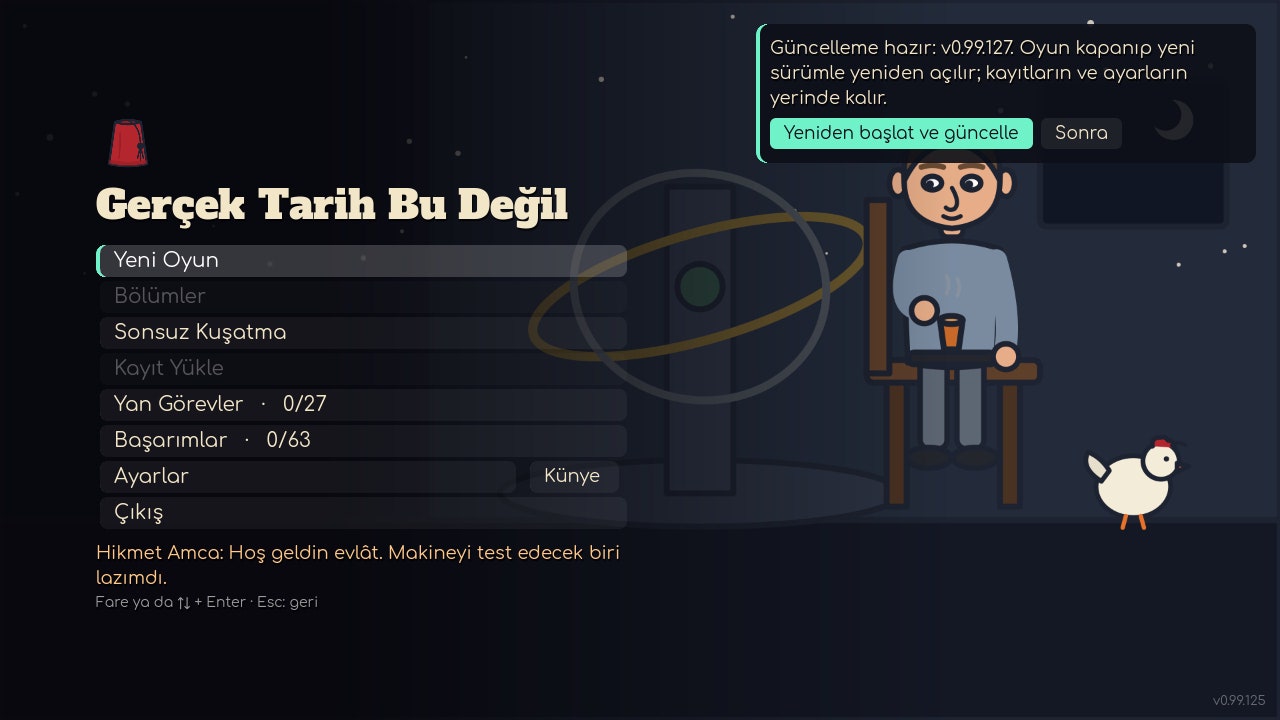 Güncelleme hazır: v0.99.127. Oyun kapanıp yeni
sürümle yeniden açılır; kayıtların ve ayarların
yerinde kalır.
Yeniden başlat ve güncelle
Sonra
Gerçek Tarih Bu Değil
Yeni Oyun
Bölümler
Sonsuz Kuşatma
Kayıt Yükle
Yan Görevler · 0/27
Başarımlar · 0/63
Ayarlar
Künye
Çıkış
Hikmet Amca: Hoş geldin evlât. Makineyi test edecek biri
lazımdı.
Fare ya da ↑↓ + Enter · Esc: geri
v0.99.125